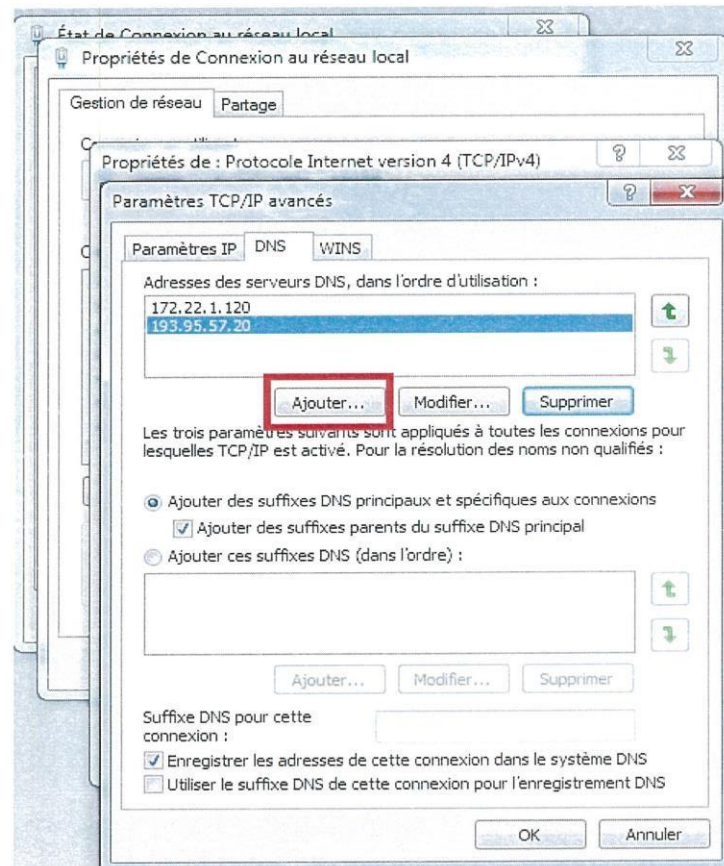 État de Connexion au réseau local
Propriétés de Connexion au réseau local
Gestion de réseau Partage
Propriétés de : Protocole Internet version 4 (TCP/IPv4)
Paramètres TCP/IP avancés
Paramètres IP DNS WINS
Adresses des serveurs DNS, dans l'ordre d'utilisation :
172.22.1.120
193.95.57.20
Ajouter... Modifier... Supprimer
Les trois paramètres suivants sont appliqués à toutes les connexions pour
lesquelles TCP/IP est activé. Pour la résolution des noms non qualifiés :
Ajouter des suffixes DNS principaux et spécifiques aux connexions
Ajouter des suffixes parents du suffixe DNS principal
Ajouter ces suffixes DNS (dans l'ordre) :
Ajouter... Modifier... Supprimer
Suffixe DNS pour cette
connexion :
Enregistrer les adresses de cette connexion dans le système DNS
Utiliser le suffixe DNS de cette connexion pour l'enregistrement DNS
OK Annuler